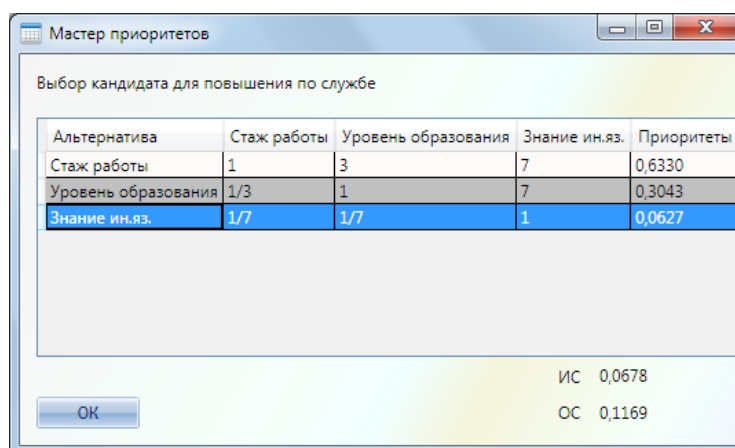 Мастер приоритетов
Выбор кандидата для повышения по службе
Альтернатива Стаж работы Уровень образования Знание ин.яз. Приоритеты
Стаж работы 1 3 7 0,6330
Уровень образования 1/3 1 7 0,3043
Знание ин.яз. 1/7 1/7 1 0,0627
ИС 0,0678
ОК ОС 0,1169